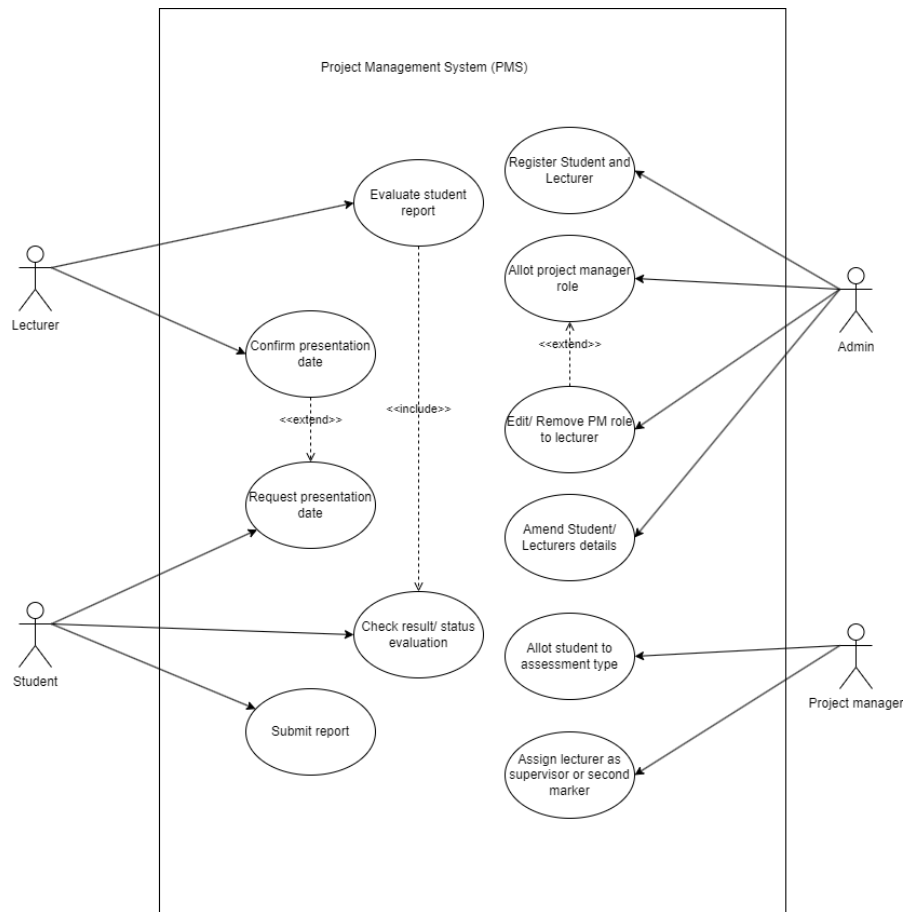 Project Management System (PMS)
Register Student and
Lecturer
Evaluate student
report
Allot project manager
role
Lecturer
Admin
Confirm presentation
date
<<extend>>
<<extend>>
<<include>>
Edit/ Remove PM role
to lecturer
Request presentation
date
Amend Student/
Lecturers details
Check result/ status
evaluation
Allot student to
assessment type
Student
Project manager
Submit report
Assign lecturer as
supervisor or second
marker